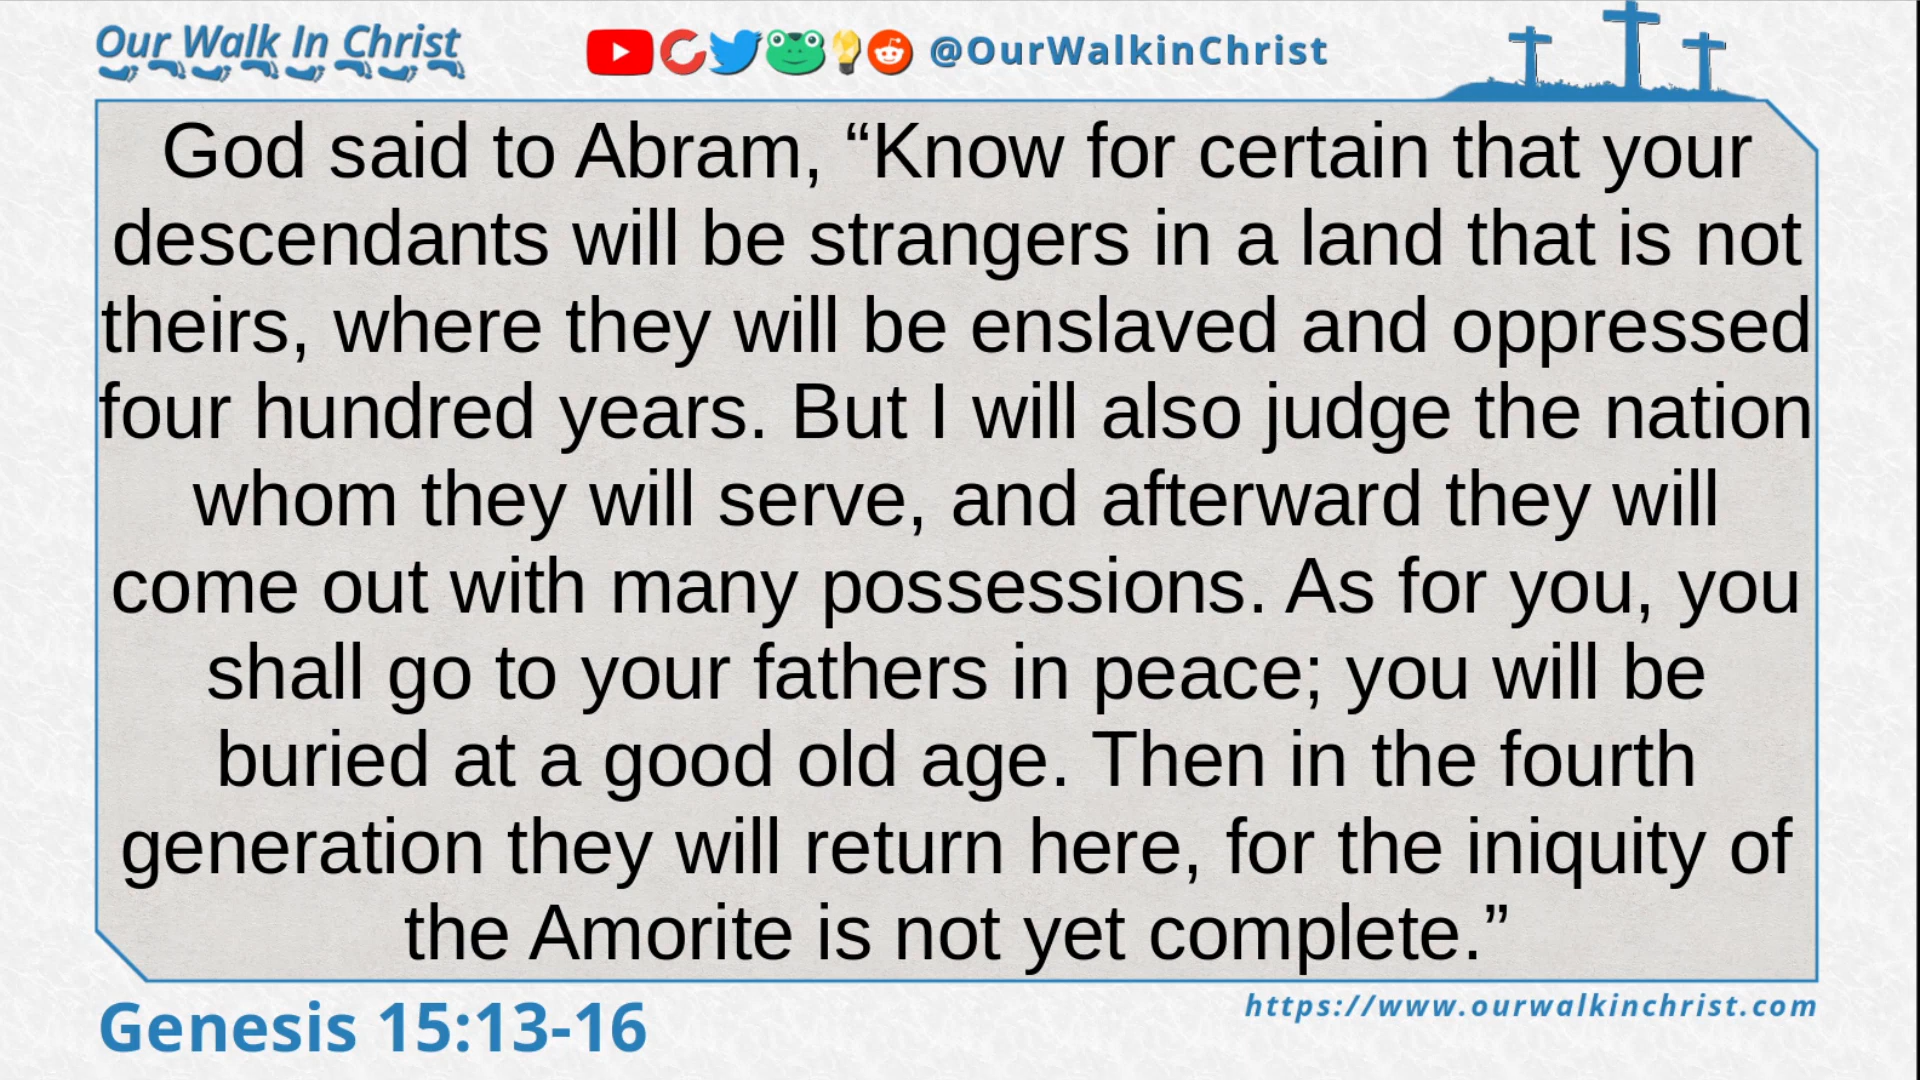 Our Walk In Christ
@OurWalkinChrist
God said to Abram, “Know for certain that your
descendants will be strangers in a land that is not
theirs, where they will be enslaved and oppressed
four hundred years. But I will also judge the nation
whom they will serve, and afterward they will
come out with many possessions. As for you, you
shall go to your fathers in peace; you will be
buried at a good old age. Then in the fourth
generation they will return here, for the iniquity of
the Amorite is not yet complete.”
Genesis 15:13-16
https://www.ourwalkinchrist.com